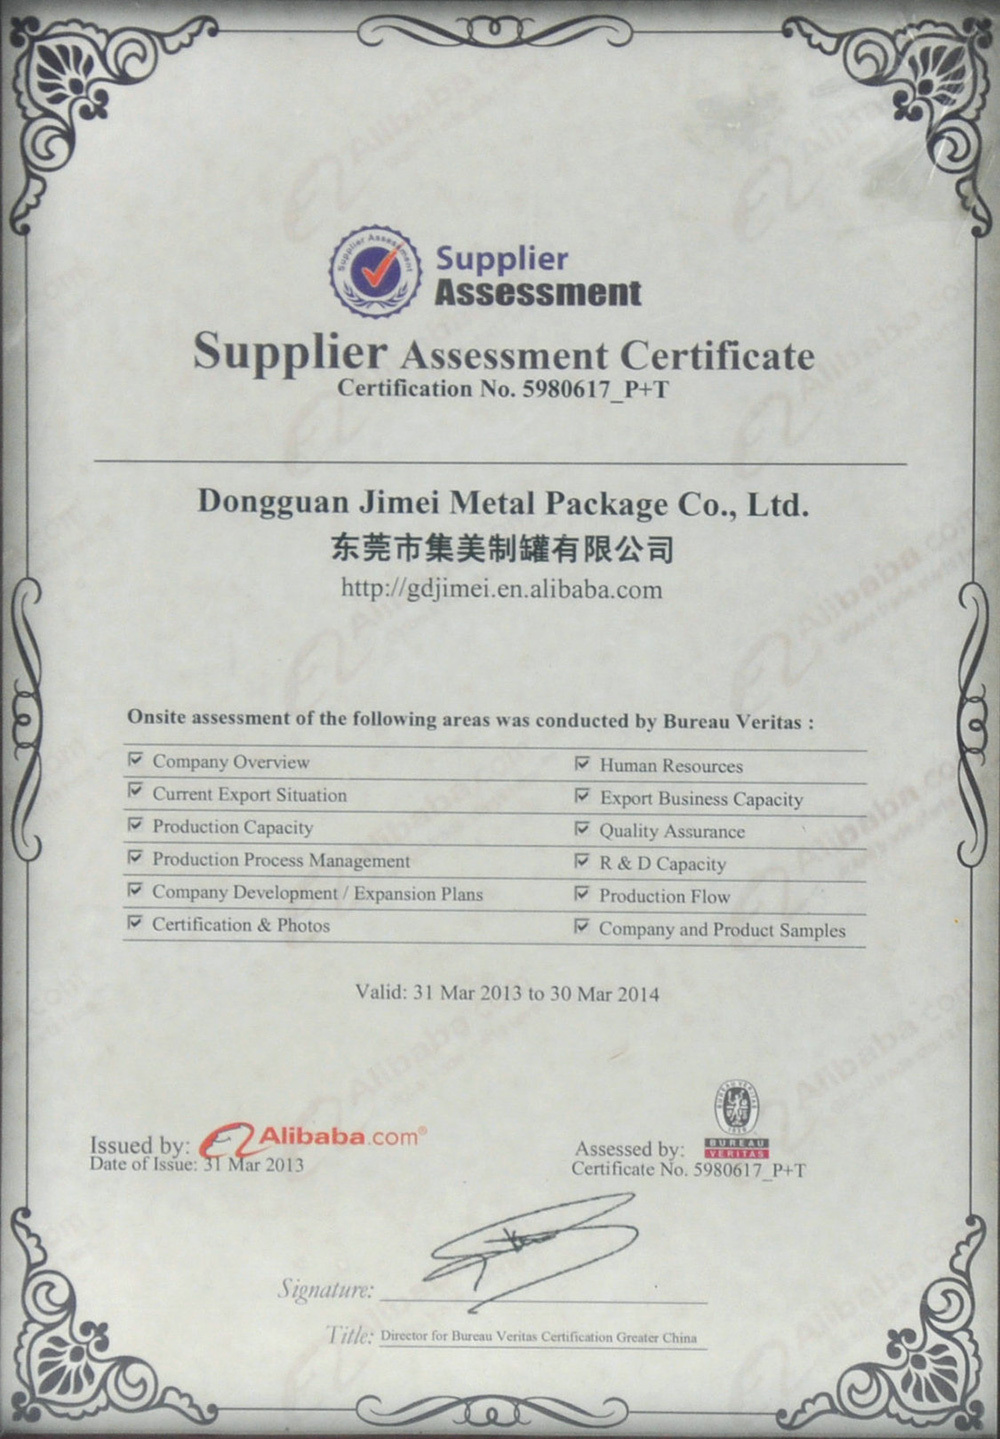 Supplier Assessment
Supplier
Assessment
Supplier Assessment Certificate
Certification No. 5980617_P+T
Dongguan Jimei Metal Package Co., Ltd.
东莞市集美制罐有限公司
http://gdjimei.en.alibaba.com
Onsite assessment of the following areas was conducted by Bureau Veritas :
Company Overview
Human Resources
Current Export Situation
Export Business Capacity
Production Capacity
Quality Assurance
Production Process Management
R & D Capacity
Company Development / Expansion Plans
Production Flow
Certification & Photos
Company and Product Samples
Valid: 31 Mar 2013 to 30 Mar 2014
Issued by: Alibaba.com®
Date of Issue: 31 Mar 2013
BUREAU VERITAS
Assessed by: BUREAU
VERITAS
Certificate No. 5980617_P+T
Signature:
Title: Director for Bureau Veritas Certification Greater China